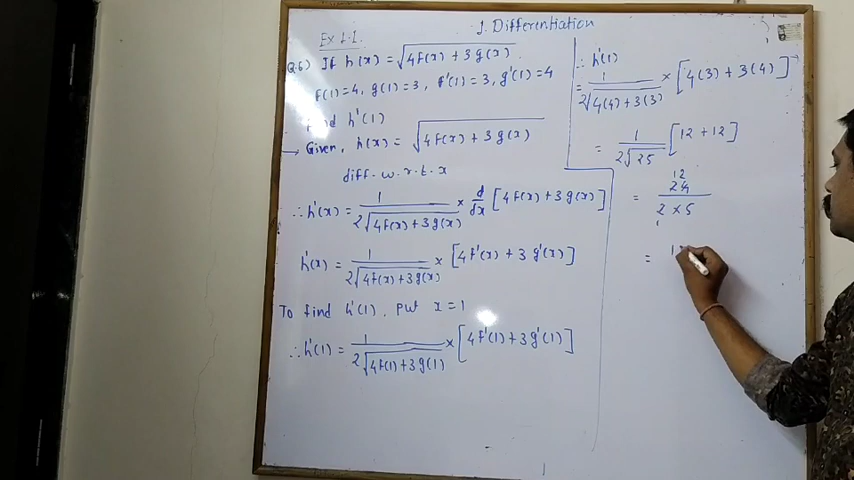 1. Differentiation
Ex 1.1.
Q.6) If h(x) = √4f(x) + 3g(x)
f(1)=4, g(1)=3, f'(1)=3, g'(1)=4
find h'(1)
→ Given, h(x) = √4f(x) + 3g(x)
diff. w.r.t. x
∴ h'(x) = 1/2√4f(x)+3g(x) × d/dx [4f(x) + 3g(x)]
h'(x) = 1/2√4f(x)+3g(x) × [4f'(x) + 3g'(x)]
To find h'(1), put x = 1
∴ h'(1) = 1/2√4f(1)+3g(1) × [4f'(1) + 3g'(1)]
∴ h'(1)
= 1/2√4(4)+3(3) × [4(3) + 3(4)]
= 1/2√25 [12 + 12]
12
= 24/2 × 5
1
= 1